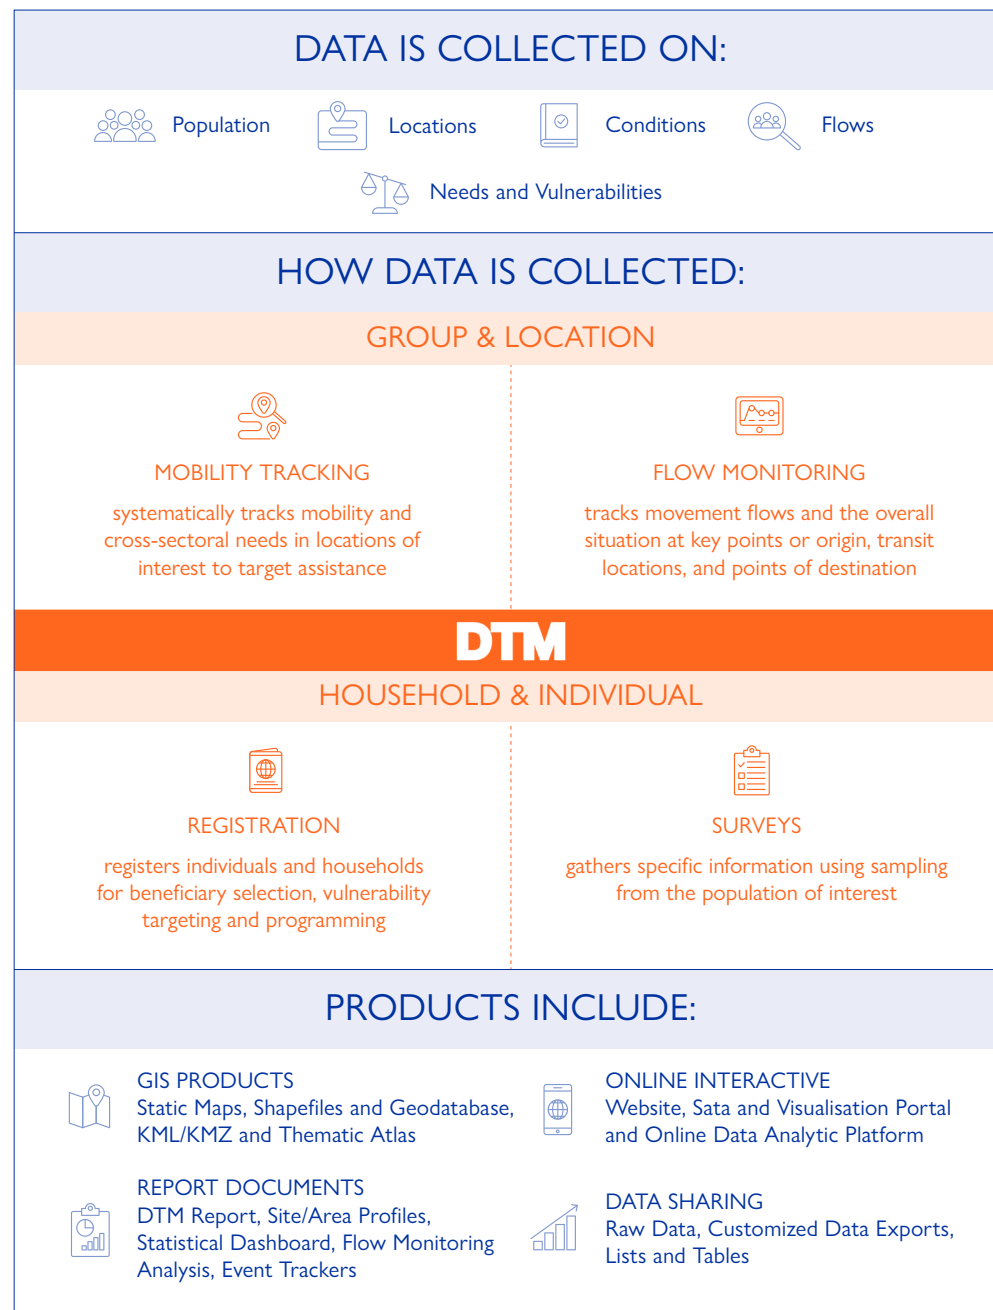 DATA IS COLLECTED ON:
Population
Locations
Conditions
Flows
Needs and Vulnerabilities
HOW DATA IS COLLECTED:
GROUP & LOCATION
MOBILITY TRACKING
systematically tracks mobility and
cross-sectoral needs in locations of
interest to target assistance
FLOW MONITORING
tracks movement flows and the overall
situation at key points or origin, transit
locations, and points of destination
DTM
HOUSEHOLD & INDIVIDUAL
REGISTRATION
registers individuals and households
for beneficiary selection, vulnerability
targeting and programming
SURVEYS
gathers specific information using sampling
from the population of interest
PRODUCTS INCLUDE:
GIS PRODUCTS
Static Maps, Shapefiles and Geodatabase,
KML/KMZ and Thematic Atlas
ONLINE INTERACTIVE
Website, Sata and Visualisation Portal
and Online Data Analytic Platform
REPORT DOCUMENTS
DTM Report, Site/Area Profiles,
Statistical Dashboard, Flow Monitoring
Analysis, Event Trackers
DATA SHARING
Raw Data, Customized Data Exports,
Lists and Tables